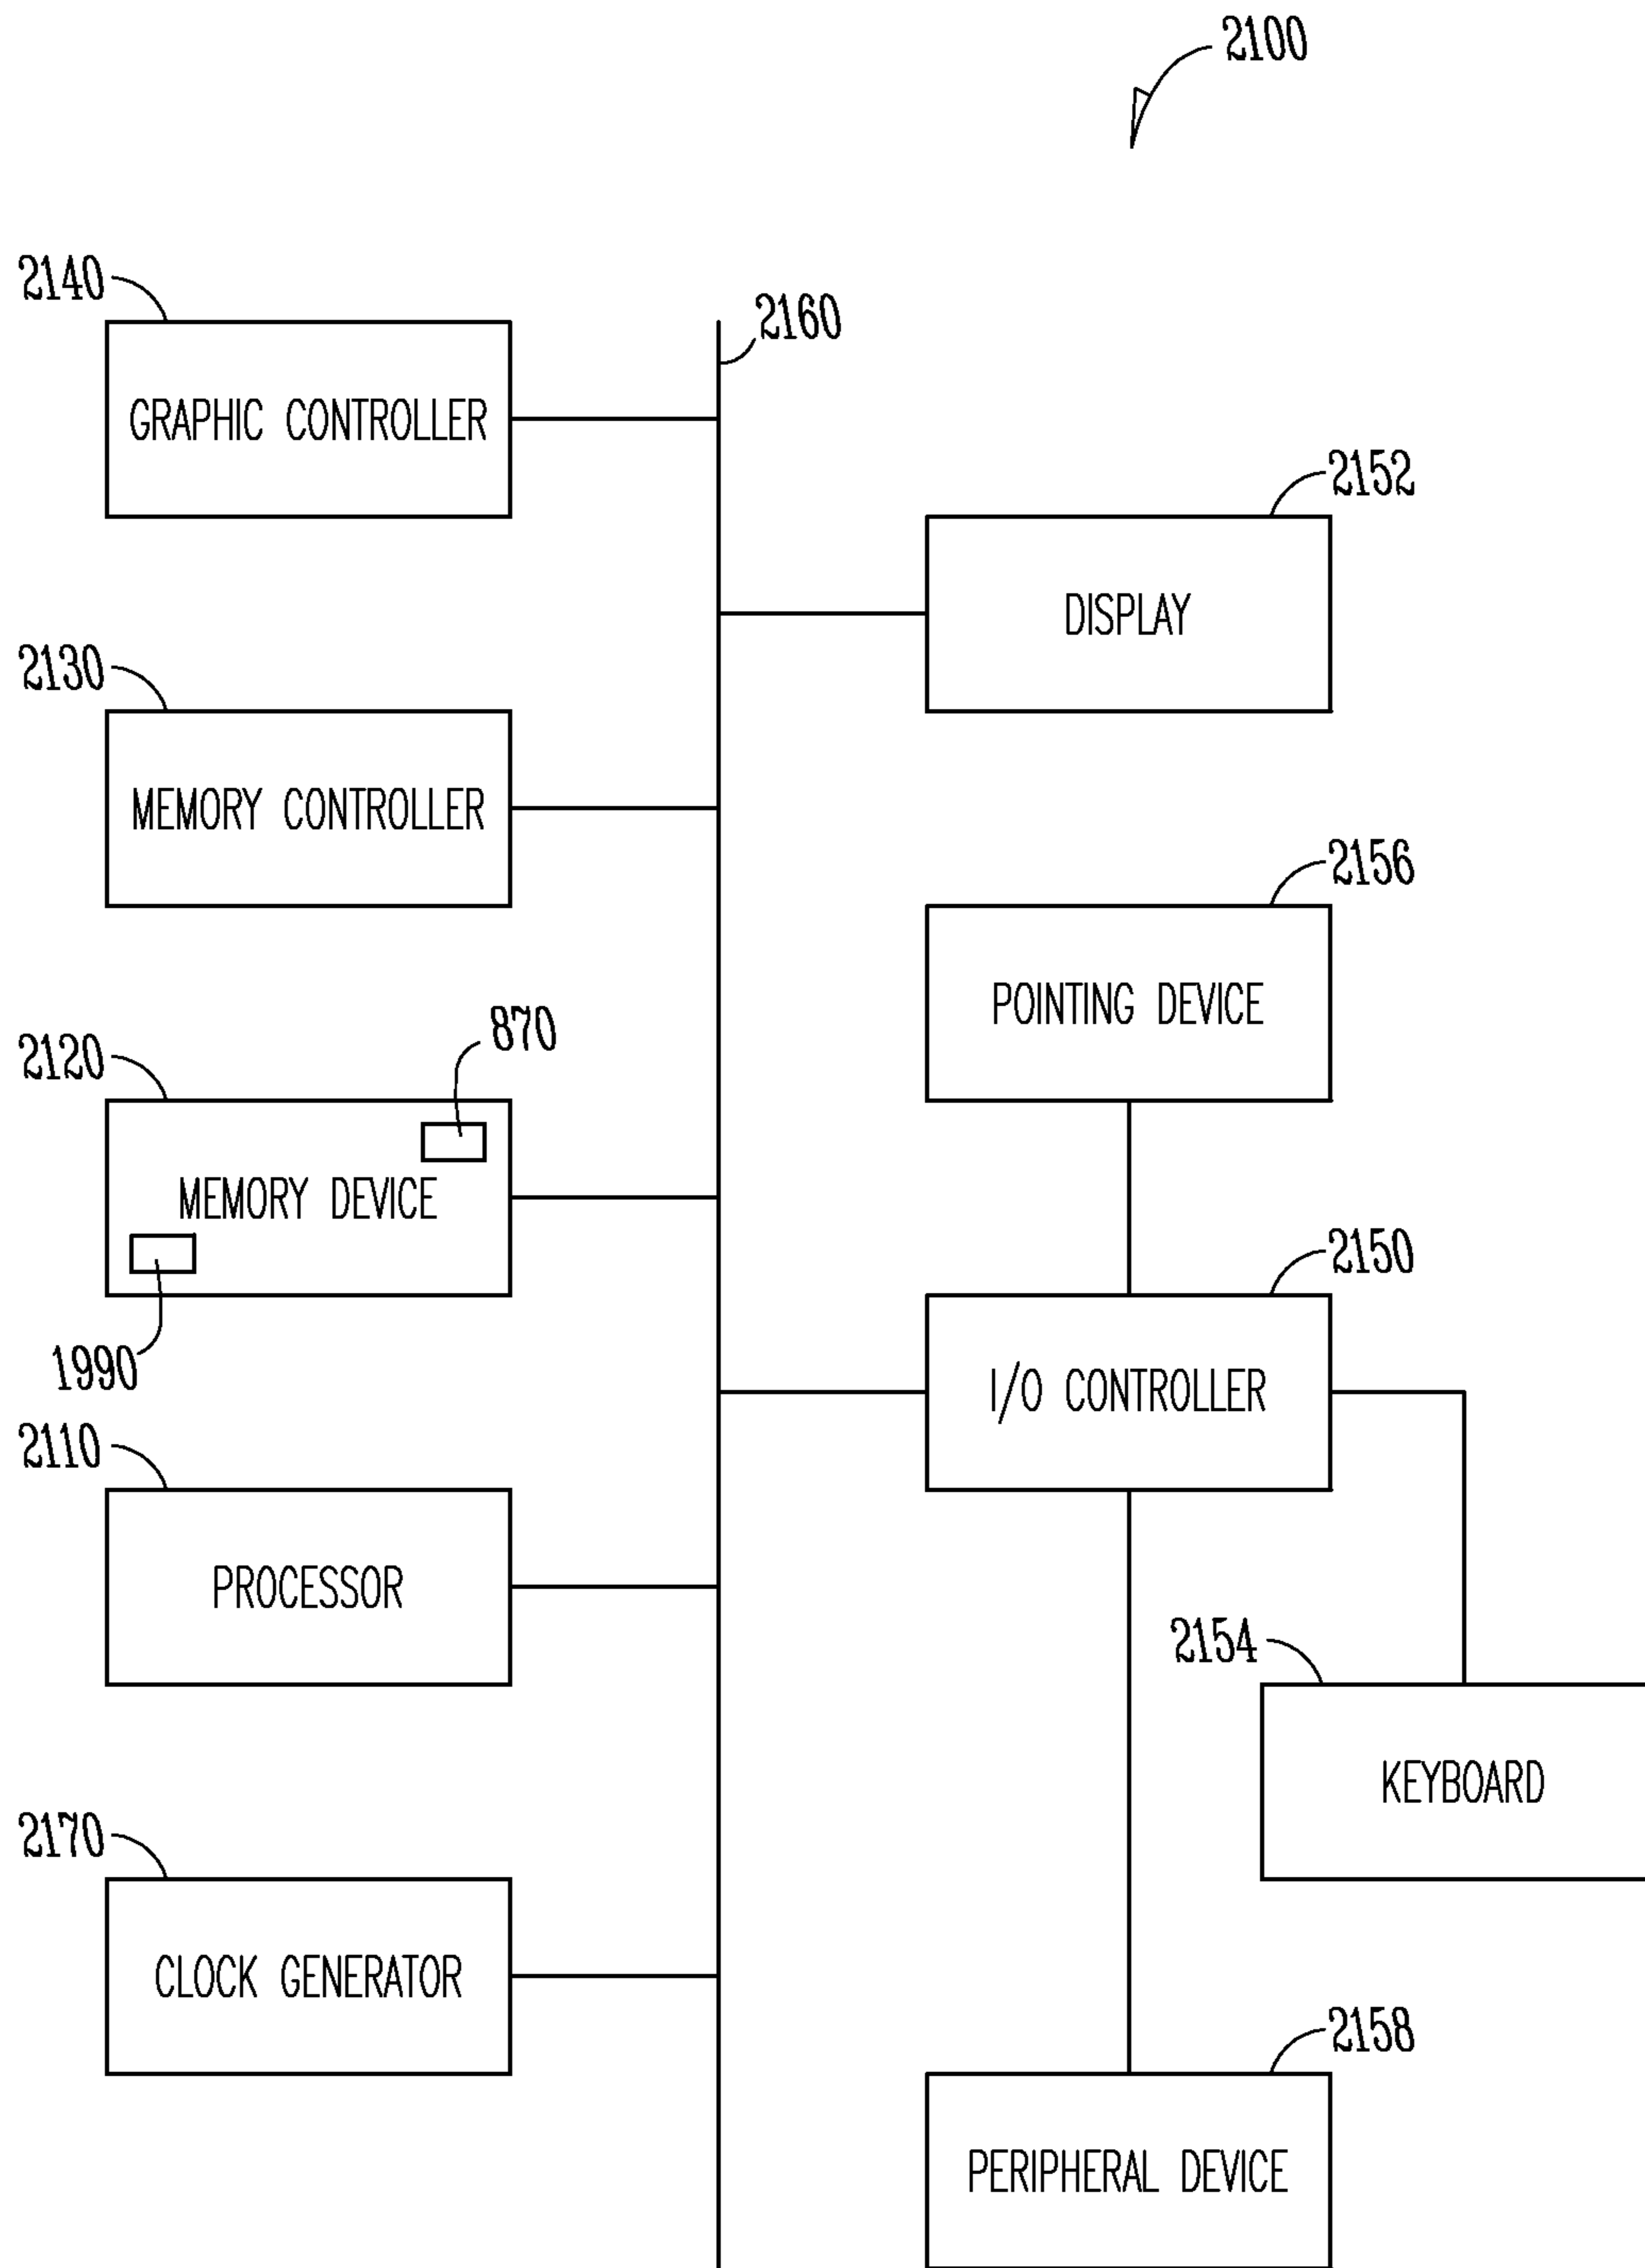 2100
2140
2160
GRAPHIC CONTROLLER
2152
DISPLAY
2130
MEMORY CONTROLLER
2156
POINTING DEVICE
870
2120
MEMORY DEVICE
1990
2150
I/O CONTROLLER
2110
PROCESSOR
2154
KEYBOARD
2170
CLOCK GENERATOR
2158
PERIPHERAL DEVICE